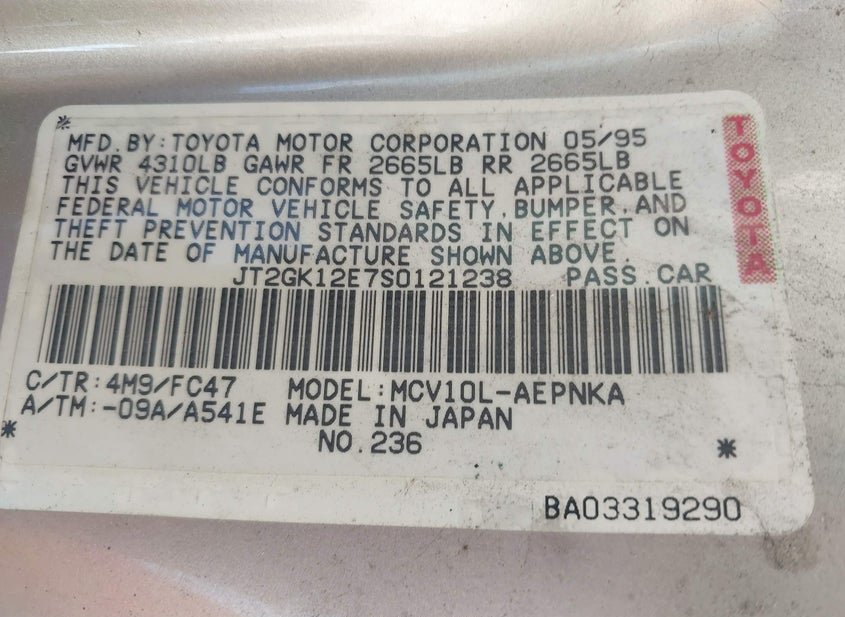 MFD.BY:TOYOTA MOTOR CORPORATION 05/95
GVWR 4310LB GAWR FR 2665LB RR 2665LB
THIS VEHICLE CONFORMS TO ALL APPLICABLE
FEDERAL MOTOR VEHICLE SAFETY,BUMPER,AND
THEFT PREVENTION STANDARDS IN EFFECT ON
THE DATE OF MANUFACTURE SHOWN ABOVE.
JT2GK12E7S0121238 PASS.CAR
C/TR:4M9/FC47 MODEL:MCV10L-AEPNKA
A/TM:-09A/A541E MADE IN JAPAN
NO.236
BA03319290
TOYOTA